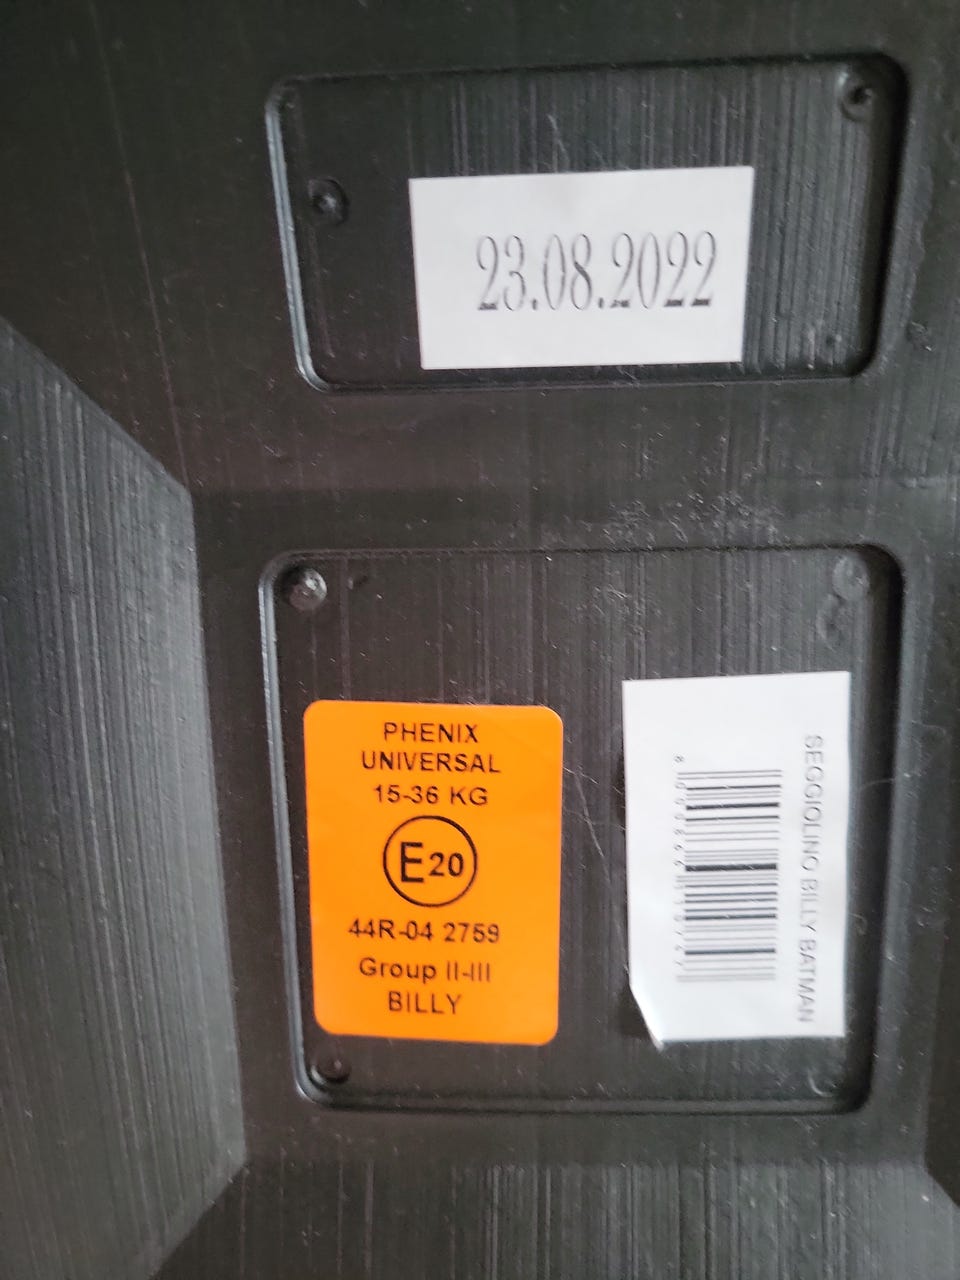 23.08.2022
PHENIX
UNIVERSAL
15-36 KG
E20
44R-04 2759
Group II-III
BILLY
SEGGIOLINO BILLY BATMAN